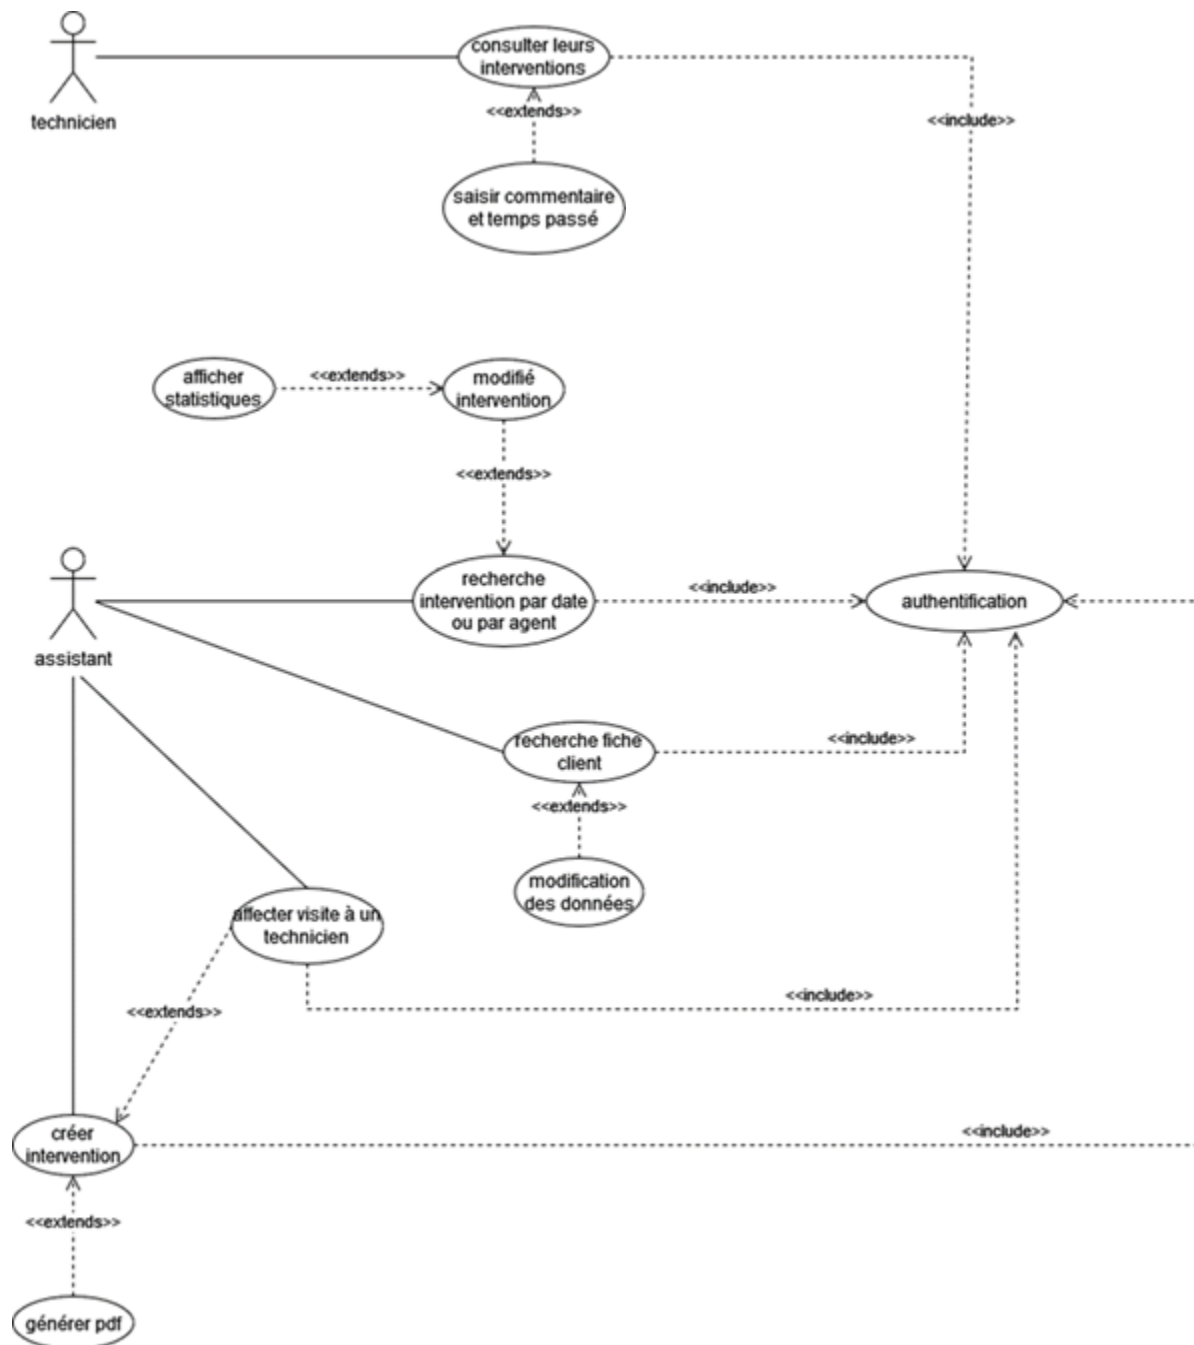 consulter leurs
interventions
<<extends>>
<<include>>
technicien
saisir commentaire
et temps passé
afficher
statistiques
<<extends>>
modifié
intervention
<<extends>>
recherche
intervention par date
ou par agent
<<include>>
authentification
assistant
recherche fiche
client
<<include>>
<<extends>>
modification
des données
affecter visite à un
technicien
<<include>>
<<extends>>
créer
intervention
<<include>>
<<extends>>
générer pdf